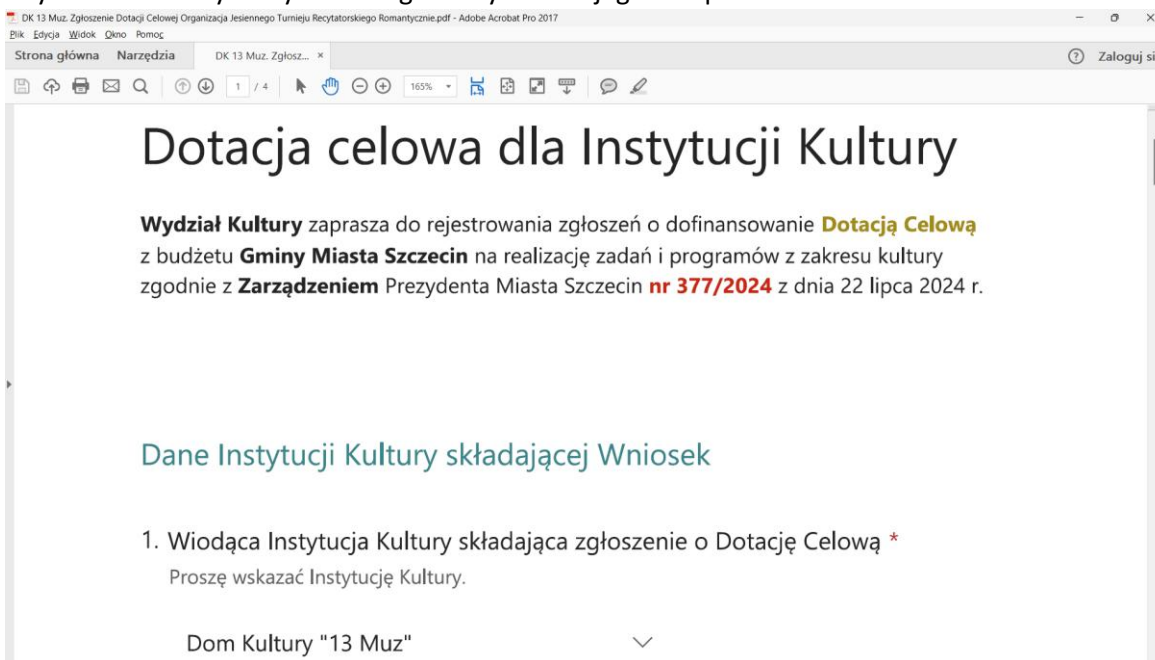 DK 13 Muz. Zgłoszenie Dotacji Celowej Organizacja Jesiennego Turnieju Recytatorskiego Romantycznie.pdf - Adobe Acrobat Pro 2017
Plik Edycja Widok Okno Pomoc
Strona główna Narzędzia DK 13 Muz. Zgłosz... × Zaloguj si
1 / 4 165%
Dotacja celowa dla Instytucji Kultury
Wydział Kultury zaprasza do rejestrowania zgłoszeń o dofinansowanie Dotacją Celową
z budżetu Gminy Miasta Szczecin na realizację zadań i programów z zakresu kultury
zgodnie z Zarządzeniem Prezydenta Miasta Szczecin nr 377/2024 z dnia 22 lipca 2024 r.
Dane Instytucji Kultury składającej Wniosek
1. Wiodąca Instytucja Kultury składająca zgłoszenie o Dotację Celową *
Proszę wskazać Instytucję Kultury.
Dom Kultury "13 Muz"